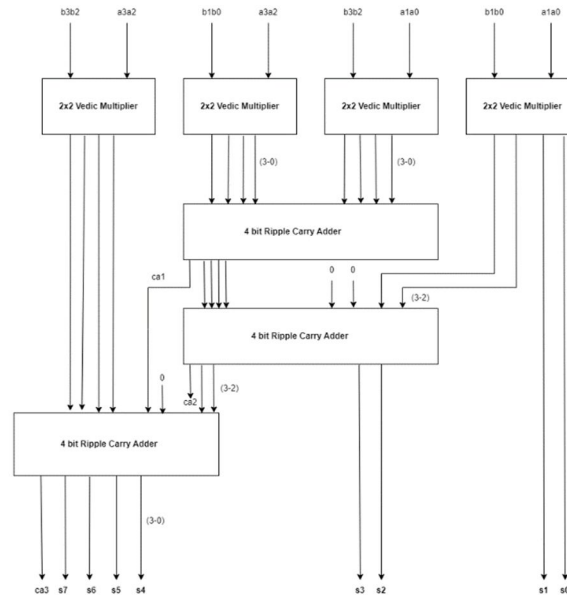 b3b2 a3a2 b1b0 a3a2 b3b2 a1a0 b1b0 a1a0
2x2 Vedic Multiplier 2x2 Vedic Multiplier 2x2 Vedic Multiplier 2x2 Vedic Multiplier
(3-0) (3-0)
4 bit Ripple Carry Adder
ca1 0 0
(3-2)
4 bit Ripple Carry Adder
0 ca2 (3-2)
4 bit Ripple Carry Adder
(3-0)
ca3 s7 s6 s5 s4 s3 s2 s1